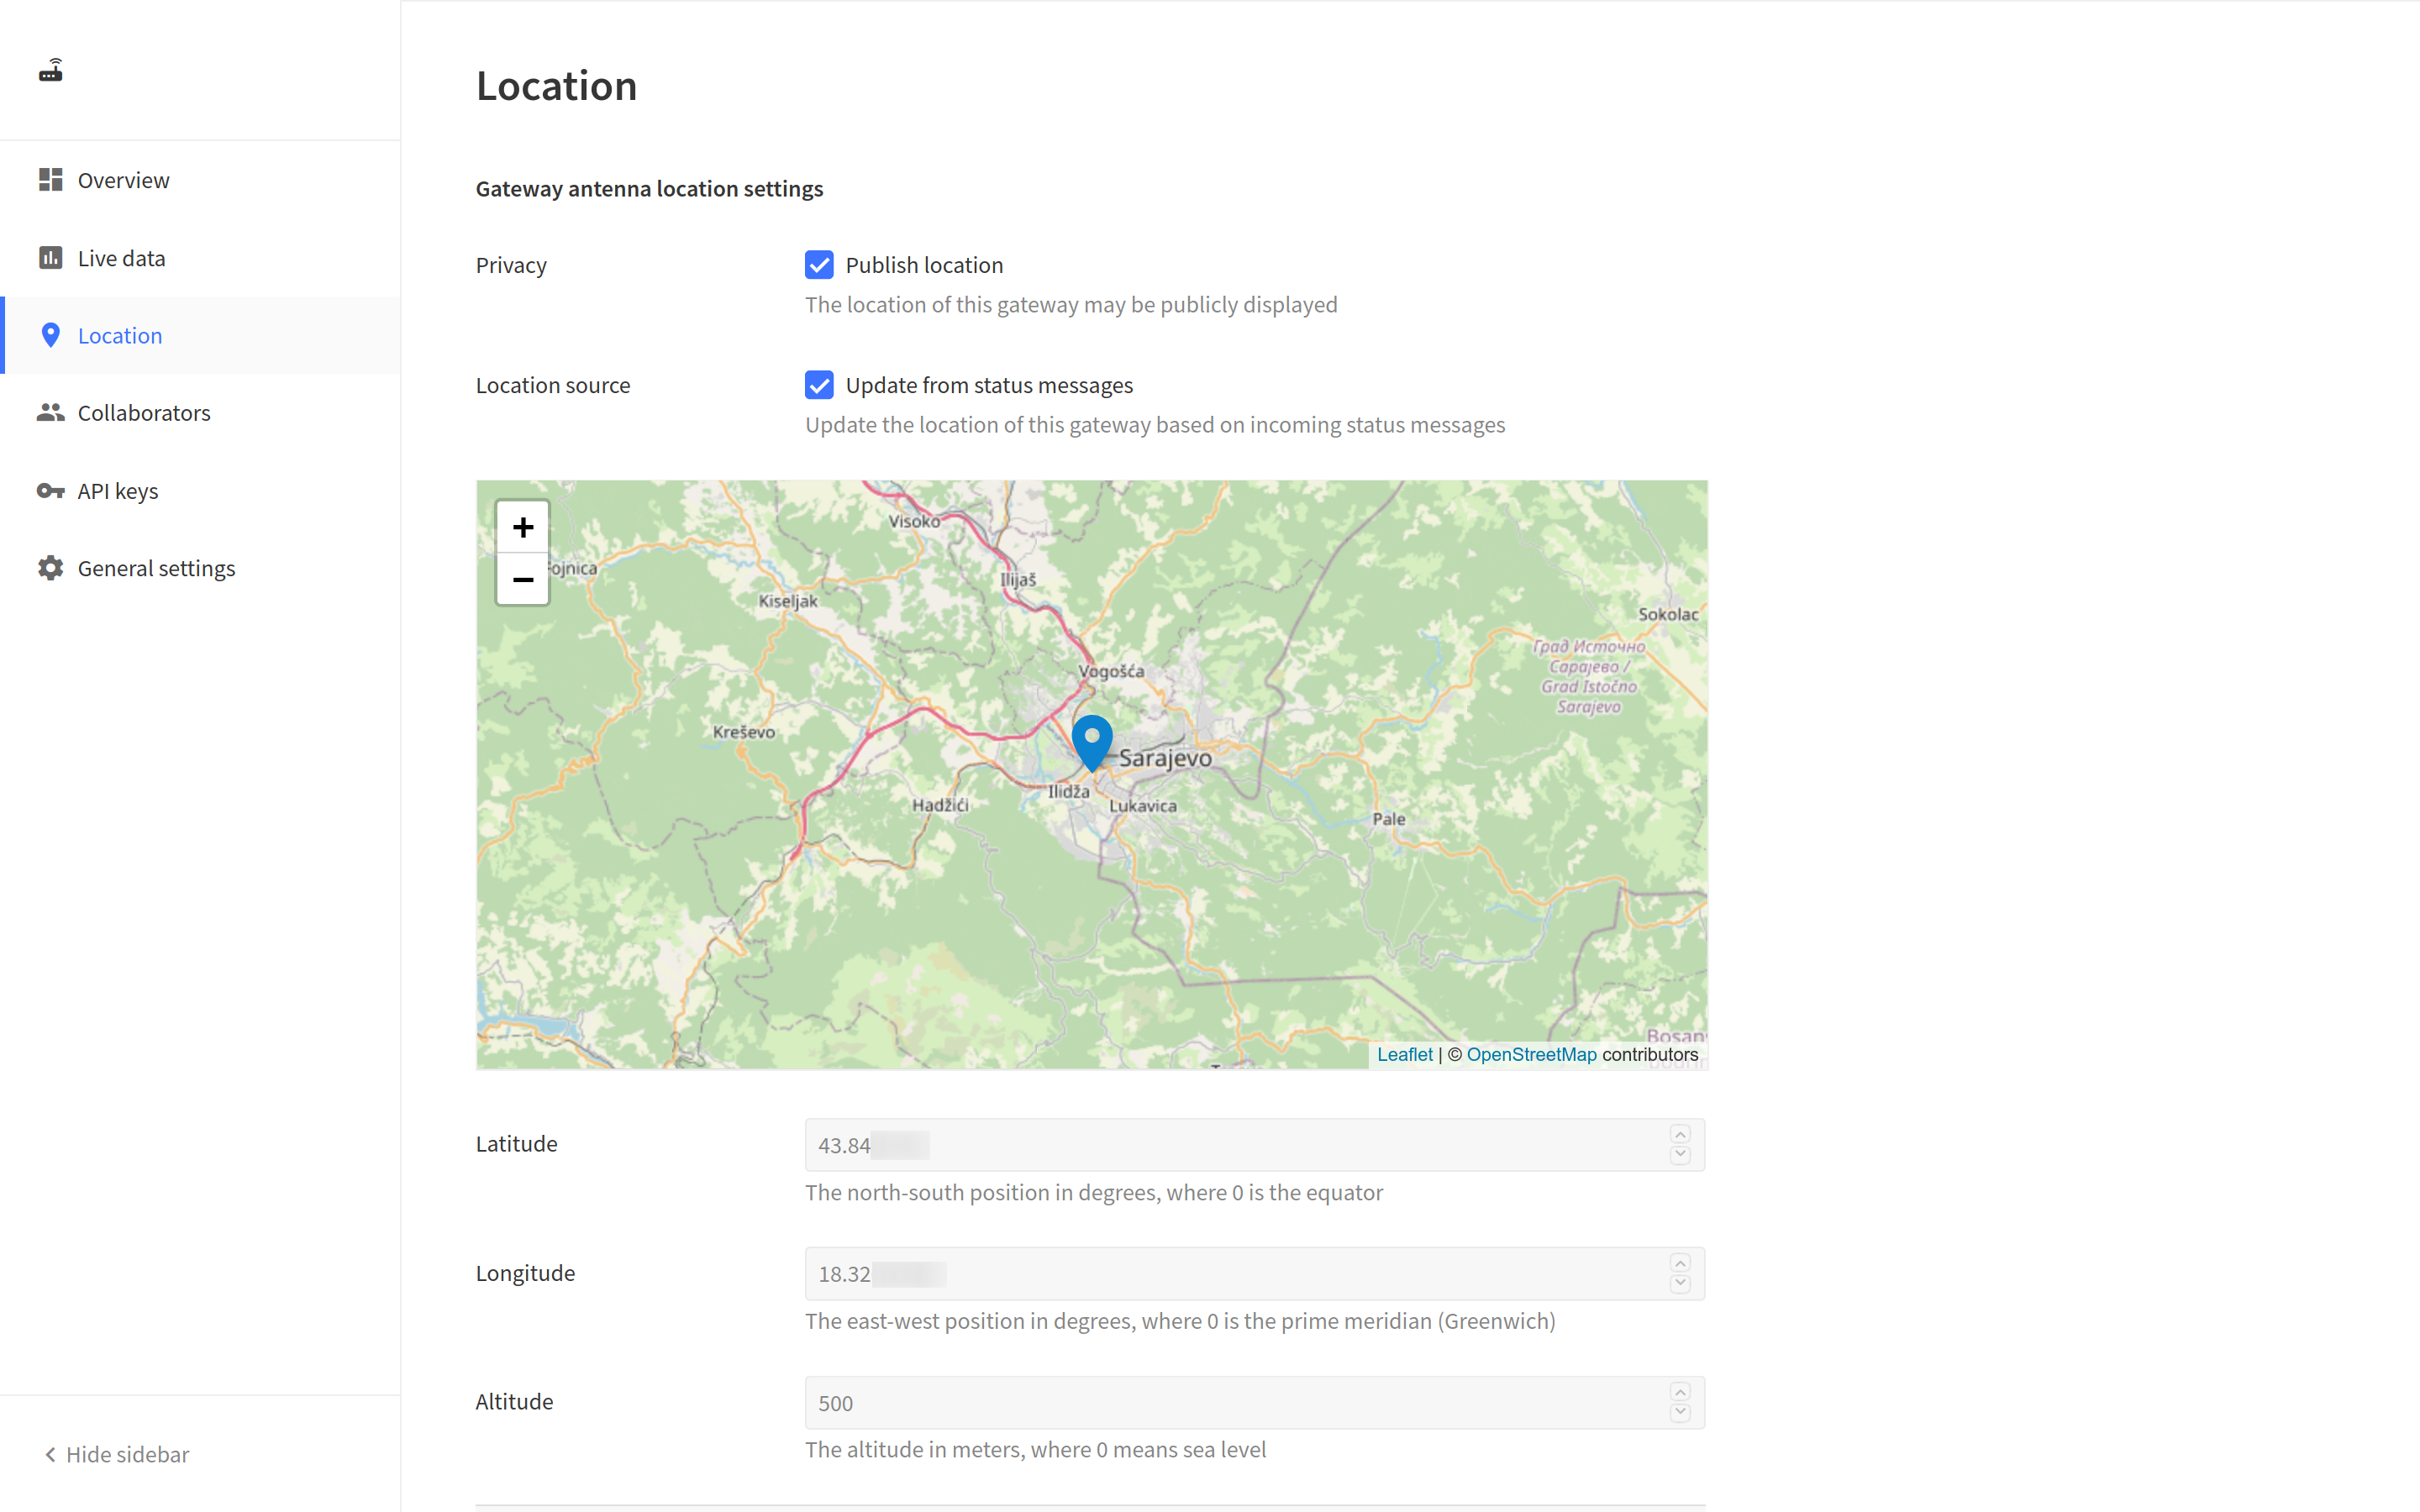 Location
Overview
Live data
Location
Collaborators
API keys
General settings
Hide sidebar
Gateway antenna location settings
Privacy
Publish location
The location of this gateway may be publicly displayed
Location source
Update from status messages
Update the location of this gateway based on incoming status messages
+
−
Visoko
Fojnica
Ilijaš
Kiseljak
Sokolac
Град Источно
Сарајево /
Grad Istočno
Sarajevo
Vogošća
Kreševo
Sarajevo
Ilidža
Hadžići
Lukavica
Pale
Leaflet | © OpenStreetMap contributors
Latitude
43.84
The north-south position in degrees, where 0 is the equator
Longitude
18.32
The east-west position in degrees, where 0 is the prime meridian (Greenwich)
Altitude
500
The altitude in meters, where 0 means sea level